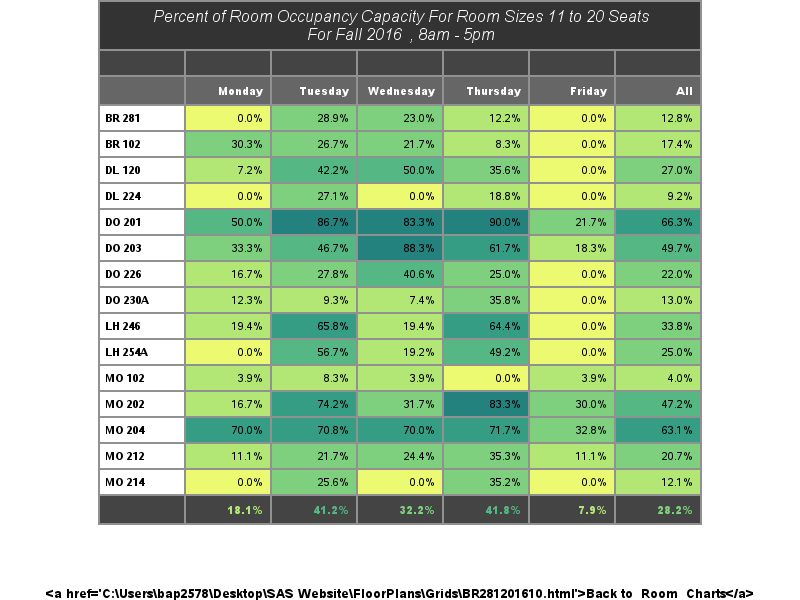 Percent of Room Occupancy Capacity For Room Sizes 11 to 20 Seats
For Fall 2016 , 8am - 5pm
Monday Tuesday Wednesday Thursday Friday All
BR 281 0.0% 28.9% 23.0% 12.2% 0.0% 12.8%
BR 102 30.3% 26.7% 21.7% 8.3% 0.0% 17.4%
DL 120 7.2% 42.2% 50.0% 35.6% 0.0% 27.0%
DL 224 0.0% 27.1% 0.0% 18.8% 0.0% 9.2%
DO 201 50.0% 86.7% 83.3% 90.0% 21.7% 66.3%
DO 203 33.3% 46.7% 88.3% 61.7% 18.3% 49.7%
DO 226 16.7% 27.8% 40.6% 25.0% 0.0% 22.0%
DO 230A 12.3% 9.3% 7.4% 35.8% 0.0% 13.0%
LH 246 19.4% 65.8% 19.4% 64.4% 0.0% 33.8%
LH 254A 0.0% 56.7% 19.2% 49.2% 0.0% 25.0%
MO 102 3.9% 8.3% 3.9% 0.0% 3.9% 4.0%
MO 202 16.7% 74.2% 31.7% 83.3% 30.0% 47.2%
MO 204 70.0% 70.8% 70.0% 71.7% 32.8% 63.1%
MO 212 11.1% 21.7% 24.4% 35.3% 11.1% 20.7%
MO 214 0.0% 25.6% 0.0% 35.2% 0.0% 12.1%
18.1% 41.2% 32.2% 41.8% 7.9% 28.2%
<a href='C:\Users\bap2578\Desktop\SAS Website\FloorPlans\Grids\BR281201610.html'>Back to Room Charts</a>